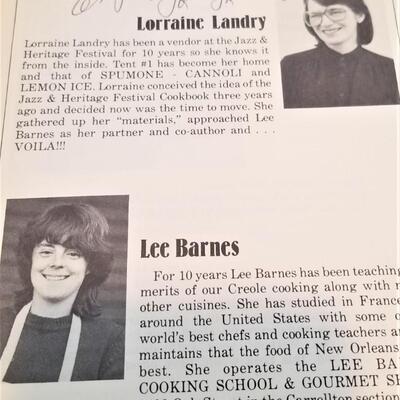 Lorraine Landry
Lorraine Landry has been a vendor at the Jazz &
Heritage Festival for 10 years so she knows it
from the inside. Tent #1 has become her home
and that of SPUMONE - CANNOLI and
LEMON ICE. Lorraine conceived the idea of the
Jazz & Heritage Festival Cookbook three years
ago and decided now was the time to move. She
gathered up her "materials," approached Lee
Barnes as her partner and co-author and . . .
VOILA!!!
Lee Barnes
For 10 years Lee Barnes has been teaching
merits of our Creole cooking along with
other cuisines. She has studied in France
around the United States with some o
world's best chefs and cooking teachers a
maintains that the food of New Orleans
best. She operates the LEE BA
COOKING SCHOOL & GOURMET SH
in the Carrollton section